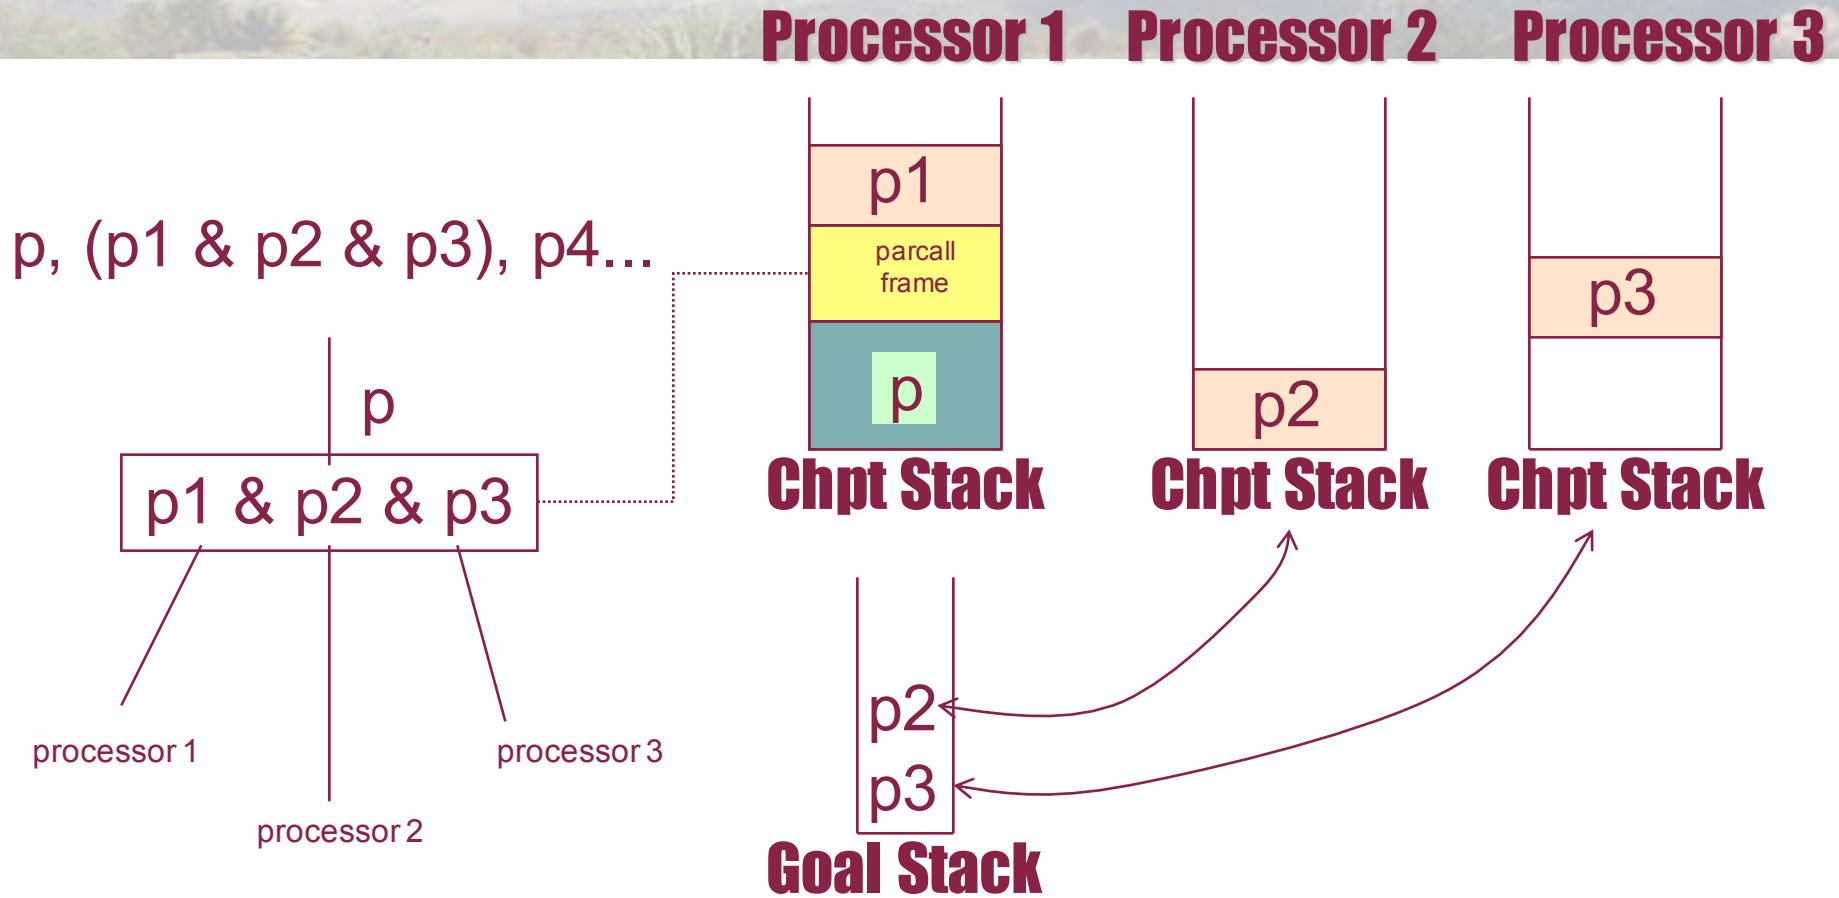 Processor 1 Processor 2 Processor 3
p1
p, (p1 & p2 & p3), p4...
parcall
frame
p3
p
p
p2
Chpt Stack Chpt Stack Chpt Stack
p1 & p2 & p3
p2
processor 1
processor 3
p3
processor 2
Goal Stack